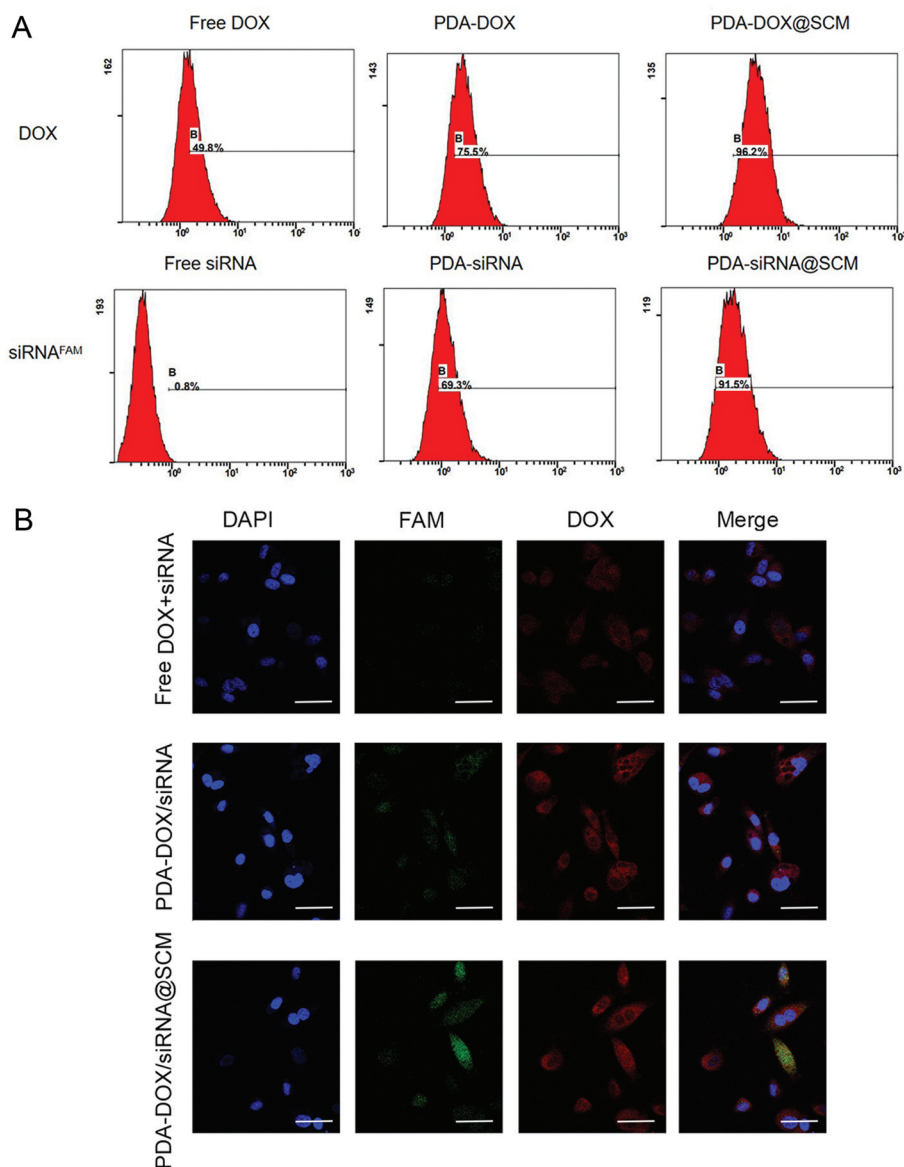 A
Free DOX
PDA-DOX
PDA-DOX@SCM
DOX
162
B
49.8%
10⁰ 10¹ 10²
143
B
75.5%
10⁰ 10¹ 10² 10³
135
B
96.2%
10⁰ 10¹ 10²
Free siRNA
PDA-siRNA
PDA-siRNA@SCM
siRNAFAM
193
B
0.8%
10⁰ 10¹ 10² 10³
149
B
69.3%
10⁰ 10¹ 10² 10³
119
B
91.5%
10⁰ 10¹ 10² 10³
B
DAPI
FAM
DOX
Merge
Free DOX+siRNA
PDA-DOX/siRNA
PDA-DOX/siRNA@SCM